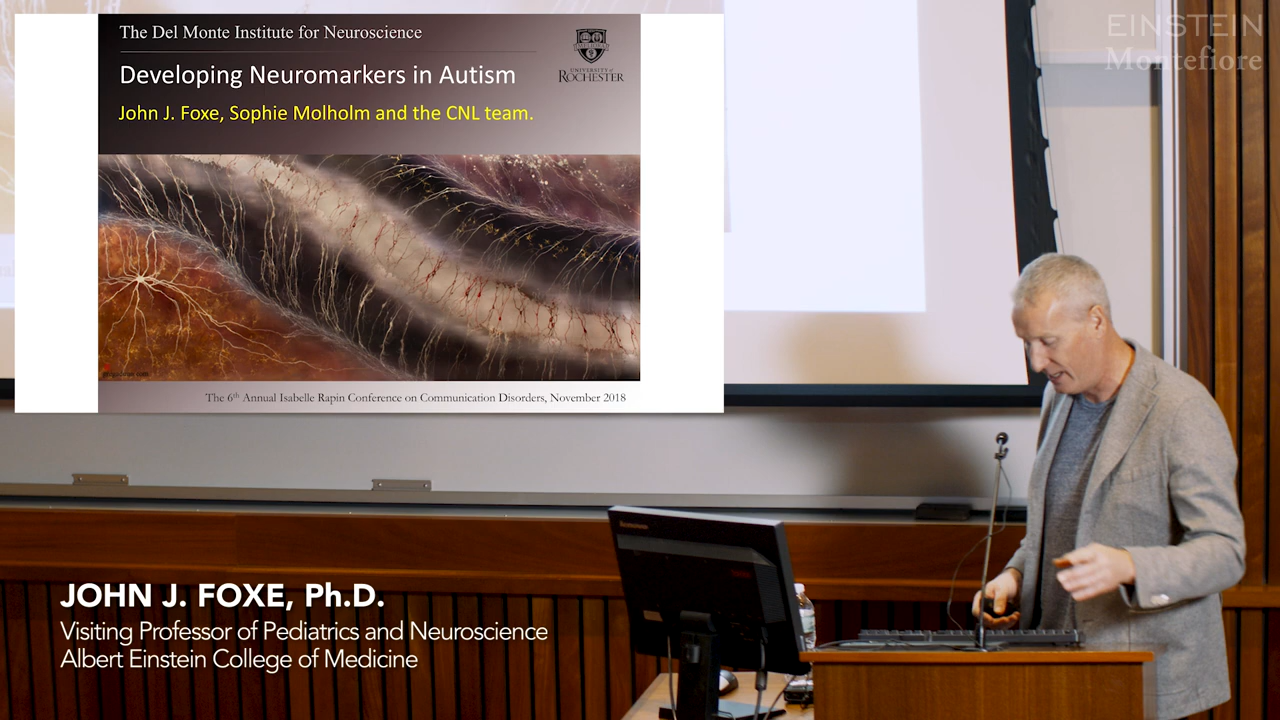 The Del Monte Institute for Neuroscience
UNIVERSITY of
ROCHESTER
Developing Neuromarkers in Autism
John J. Foxe, Sophie Molholm and the CNL team.
The 6th Annual Isabelle Rapin Conference on Communication Disorders, November 2018
EINSTEIN
Montefiore
lenovo
JOHN J. FOXE, Ph.D.
Visiting Professor of Pediatrics and Neuroscience
Albert Einstein College of Medicine